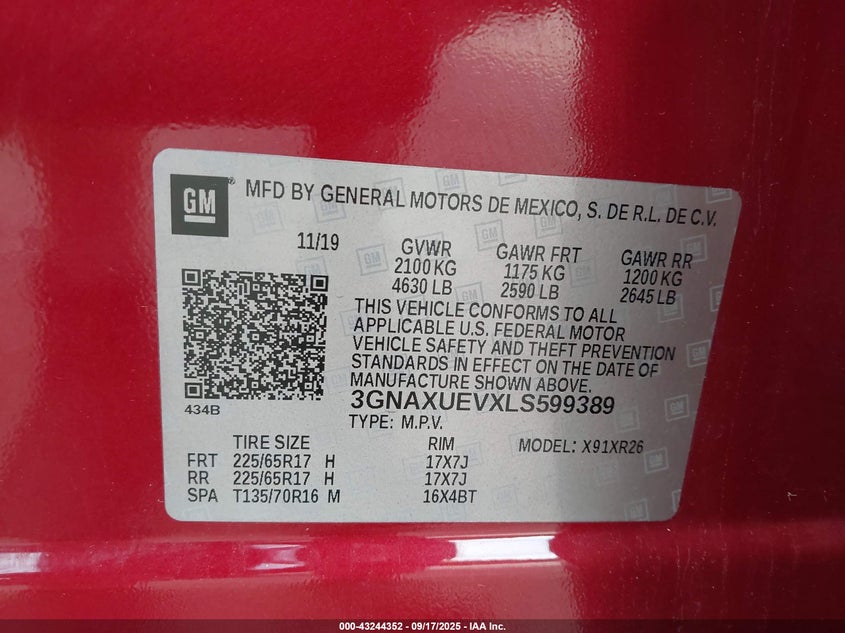 GM ® MFD BY GENERAL MOTORS DE MEXICO, S. DE R.L. DE C.V.
11/19 GVWR GAWR FRT GAWR RR
2100 KG 1175 KG 1200 KG
4630 LB 2590 LB 2645 LB
THIS VEHICLE CONFORMS TO ALL
APPLICABLE U.S. FEDERAL MOTOR
VEHICLE SAFETY AND THEFT PREVENTION
STANDARDS IN EFFECT ON THE DATE OF
MANUFACTURE SHOWN ABOVE.
434B 3GNAXUEVXLS599389
TYPE: M.P.V. MODEL: X91XR26
TIRE SIZE RIM
FRT 225/65R17 H 17X7J
RR 225/65R17 H 17X7J
SPA T135/70R16 M 16X4BT
000-43244352 - 09/17/2025 - IAA Inc.